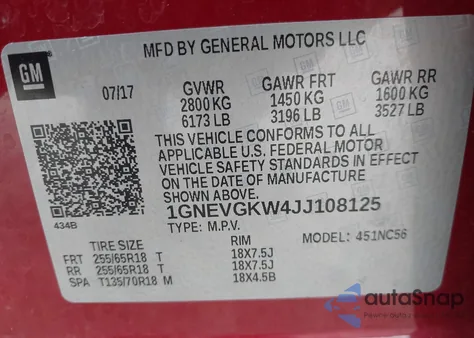 MFD BY GENERAL MOTORS LLC
GM
GM
07/17 GVWR GAWR FRT GAWR RR
2800 KG 1450 KG 1600 KG
6173 LB 3196 LB 3527 LB
THIS VEHICLE CONFORMS TO ALL
APPLICABLE U.S. FEDERAL MOTOR
VEHICLE SAFETY STANDARDS IN EFFECT
ON THE DATE OF MANUFACTURE
SHOWN ABOVE.
1GNEVGKW4JJ108125
434B
TYPE: M.P.V. MODEL: 451NC56
TIRE SIZE RIM
FRT 255/65R18 T 18X7.5J
RR 255/65R18 T 18X7.5J
SPA T135/70R18 M 18X4.5B
autoSnap